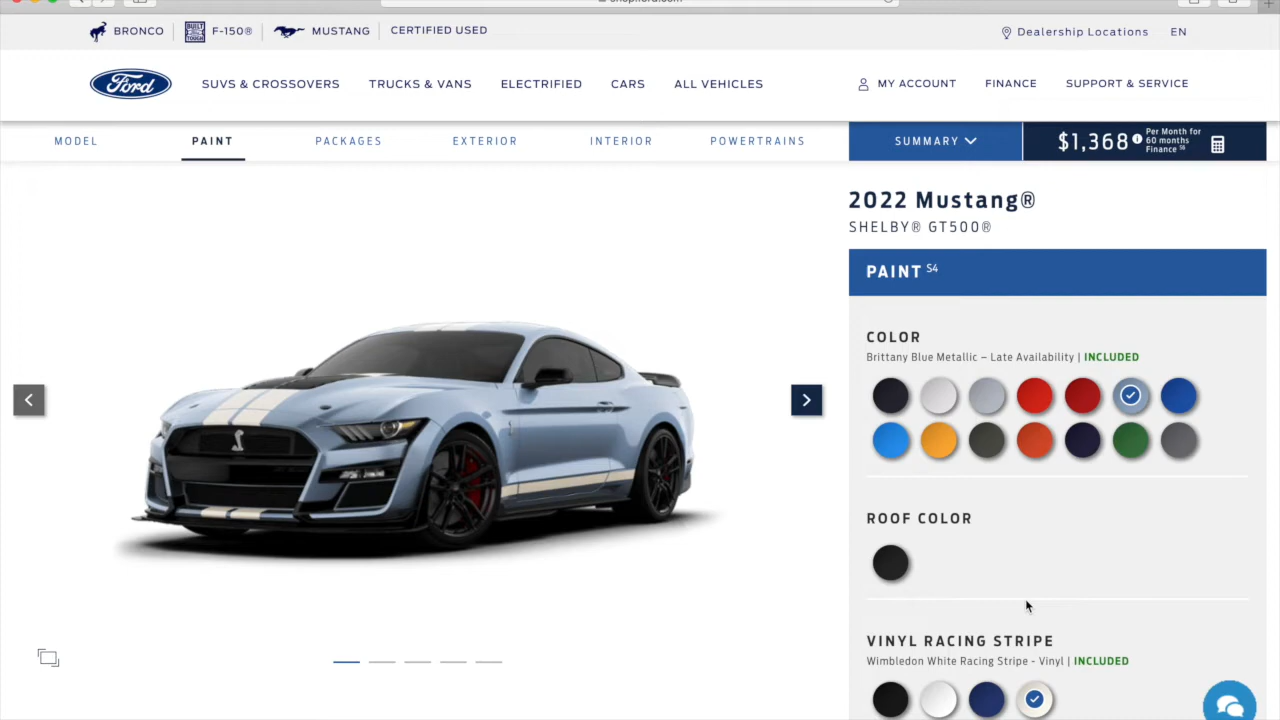 BRONCO
F-150®
MUSTANG
CERTIFIED USED
Dealership Locations
EN
Ford
SUVS & CROSSOVERS
TRUCKS & VANS
ELECTRIFIED
CARS
ALL VEHICLES
MY ACCOUNT
FINANCE
SUPPORT & SERVICE
MODEL
PAINT
PACKAGES
EXTERIOR
INTERIOR
POWERTRAINS
SUMMARY
$1,368
Per Month for
60 months
Finance
2022 Mustang®
SHELBY® GT500®
PAINT S4
COLOR
Brittany Blue Metallic – Late Availability | INCLUDED
ROOF COLOR
VINYL RACING STRIPE
Wimbledon White Racing Stripe - Vinyl | INCLUDED